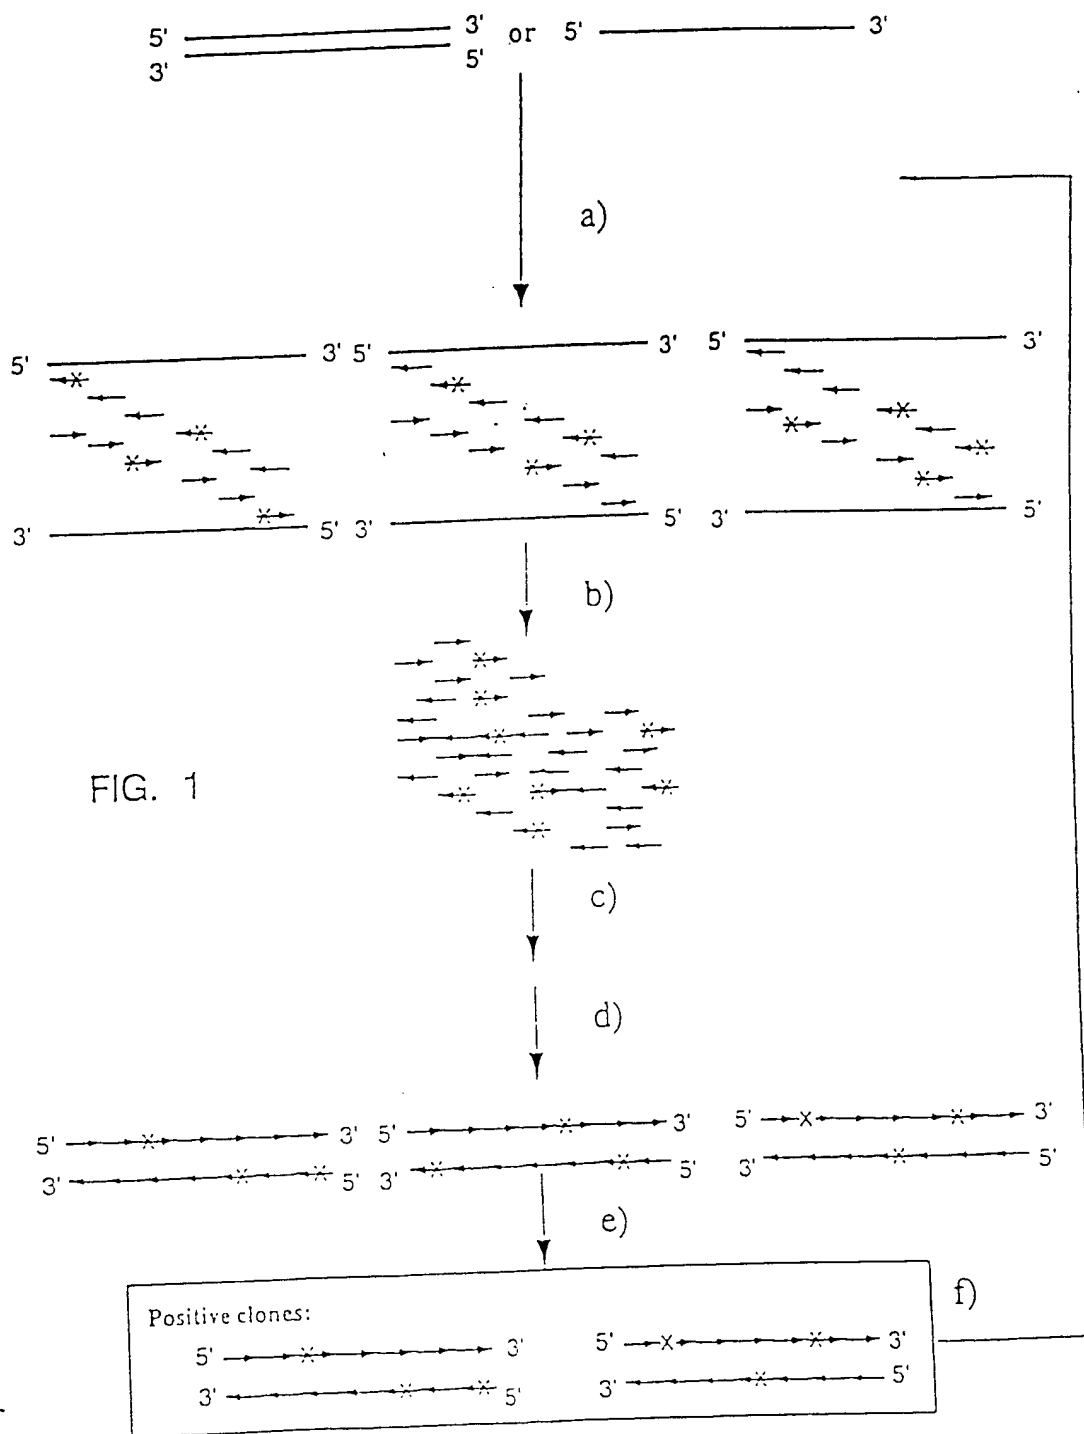 5' 3' or 5' 3'
3' 5'
a)
5' 3' 5' 3' 5' 3'
3' 5' 3' 5' 3' 5'
b)
FIG. 1
c)
d)
5' 3' 5' 3' 5' 3'
3' 5' 3' 5' 3' 5'
e)
f)
Positive clones:
5' 3' 5' 3'
3' 5' 3' 5'